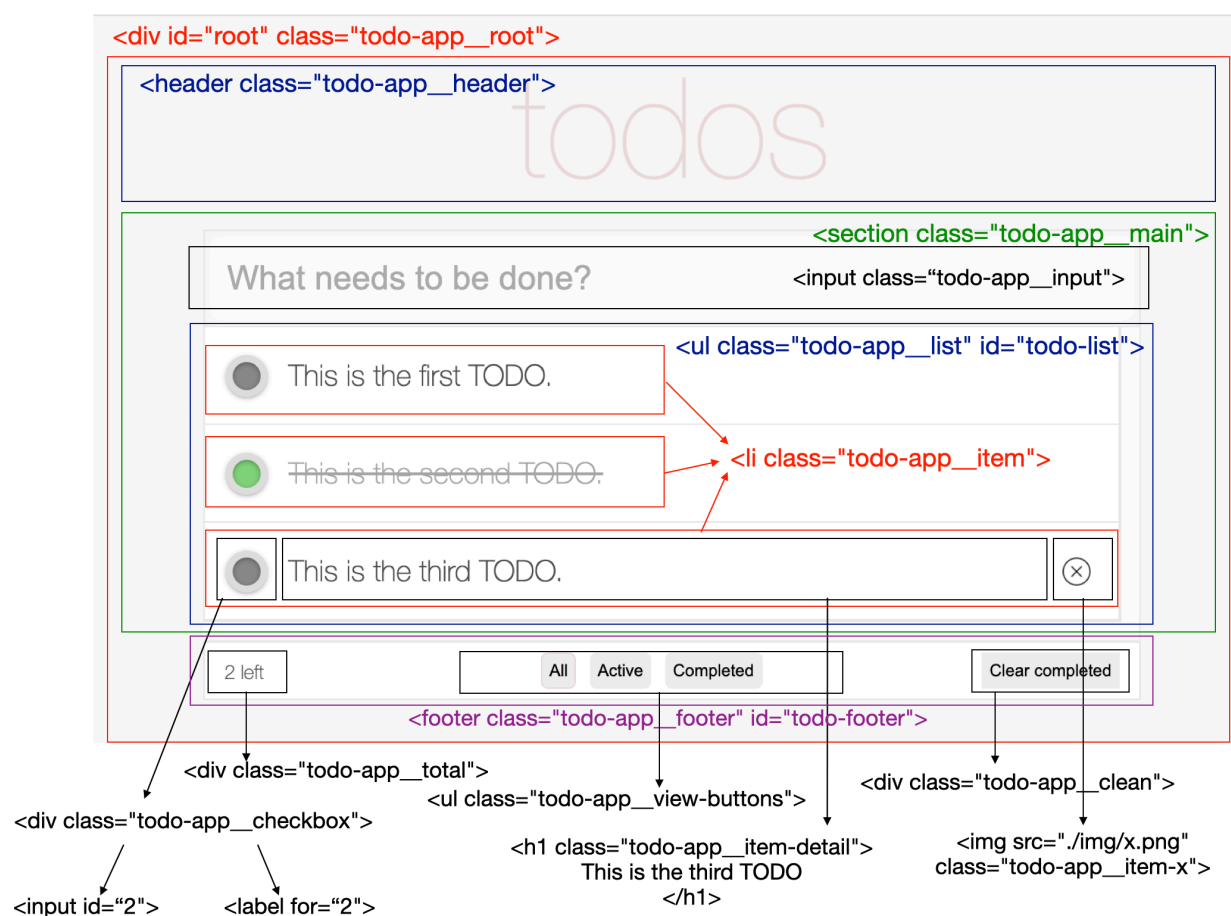 <div id="root" class="todo-app__root">
<header class="todo-app__header">
todos
<section class="todo-app__main">
What needs to be done?
<input class=“todo-app__input">
<ul class="todo-app__list" id="todo-list">
This is the first TODO.
<li class="todo-app__item">
This is the second TODO.
This is the third TODO.
2 left
All
Active
Completed
Clear completed
<footer class="todo-app__footer" id="todo-footer">
<div class="todo-app__total">
<div class="todo-app__clean">
<ul class="todo-app__view-buttons">
<div class="todo-app__checkbox">
<h1 class="todo-app__item-detail">
This is the third TODO
</h1>
<img src="./img/x.png"
class="todo-app__item-x">
<input id=“2">
<label for=“2">